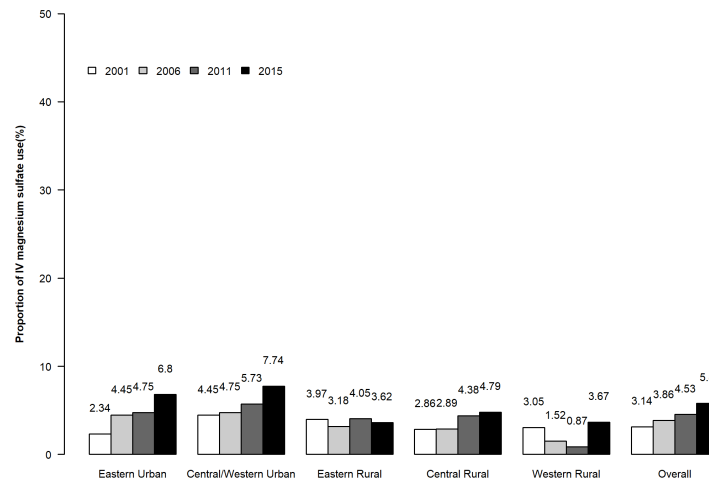 Proportion of IV magnesium sulfate use(%)
50
40
30
20
10
0
2001 2006 2011 2015
2.34 4.45 4.75 6.8
4.45 4.75 5.73 7.74
3.97 3.18 4.05 3.62
2.86 2.89 4.38 4.79
3.05 1.52 0.87 3.67
3.14 3.86 4.53 5.
Eastern Urban Central/Western Urban Eastern Rural Central Rural Western Rural Overall